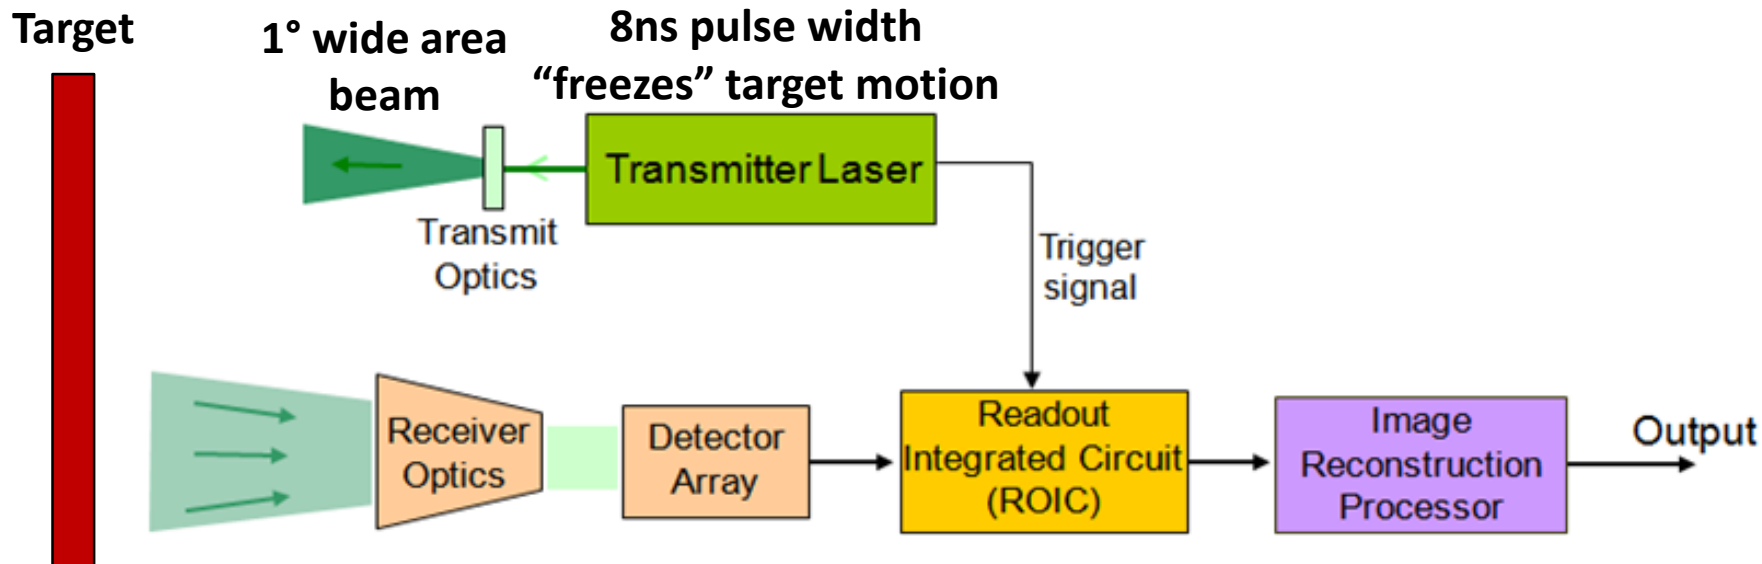 Target
1° wide area
beam
8ns pulse width
“freezes” target motion
Transmitter Laser
Transmit
Optics
Trigger
signal
Receiver
Optics
Detector
Array
Readout
Integrated Circuit
(ROIC)
Image
Reconstruction
Processor
Output